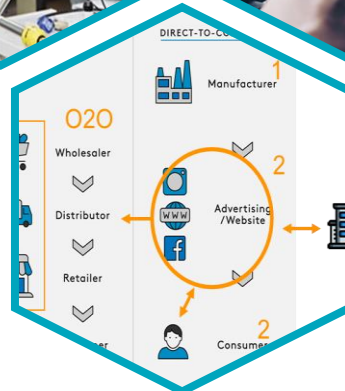 DIRECT-TO-CO
Manufacturer
1
O2O
Wholesaler
2
Distributor
WWW
Advertising
/Website
Retailer
2
Consumer